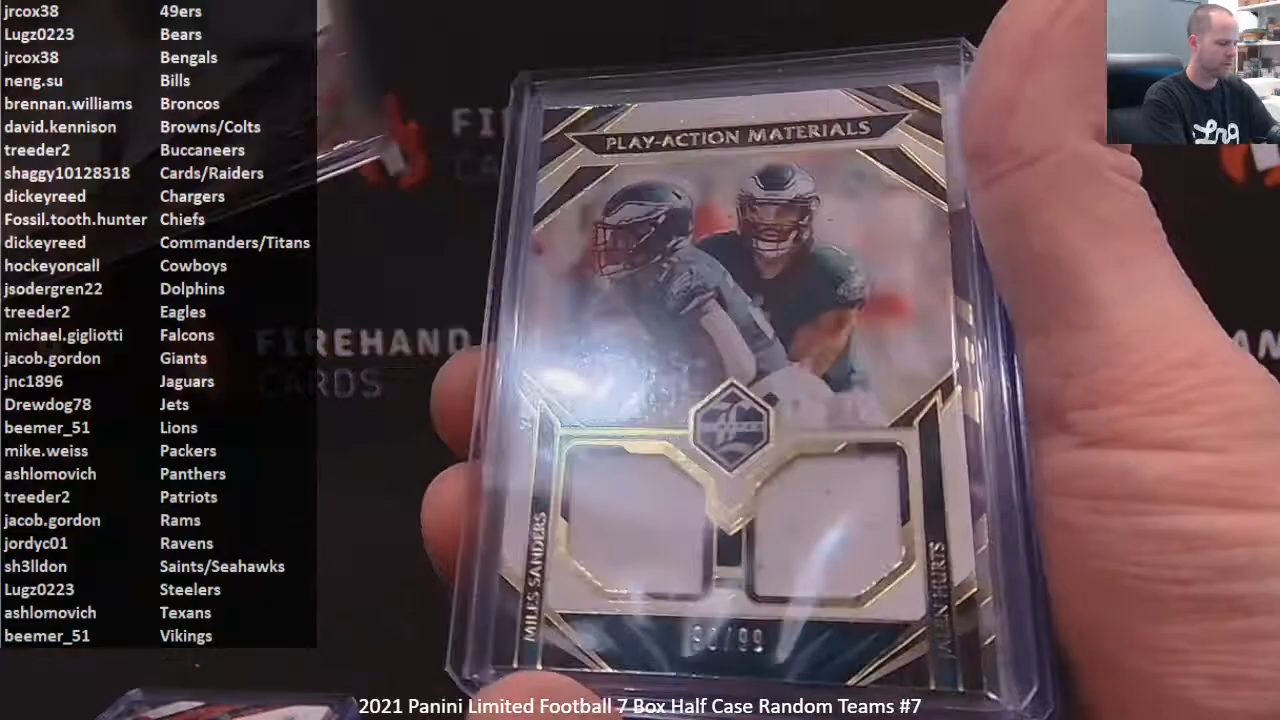 jrcox38 49ers
Lugz0223 Bears
jrcox38 Bengals
neng.su Bills
brennan.williams Broncos
david.kennison Browns/Colts
treeder2 Buccaneers
shaggy10128318 Cards/Raiders
dickeyreed Chargers
Fossil.tooth.hunter Chiefs
dickeyreed Commanders/Titans
hockeyoncall Cowboys
jsodergren22 Dolphins
treeder2 Eagles
michael.gigliotti Falcons
jacob.gordon Giants
jnc1896 Jaguars
Drewdog78 Jets
beemer_51 Lions
mike.weiss Packers
ashlomovich Panthers
treeder2 Patriots
jacob.gordon Rams
jordyc01 Ravens
sh3lldon Saints/Seahawks
Lugz0223 Steelers
ashlomovich Texans
beemer_51 Vikings
FIREHAND
CARDS
PLAY-ACTION MATERIALS
MILES SANDERS
HURTS
/99
2021 Panini Limited Football 7 Box Half Case Random Teams #7